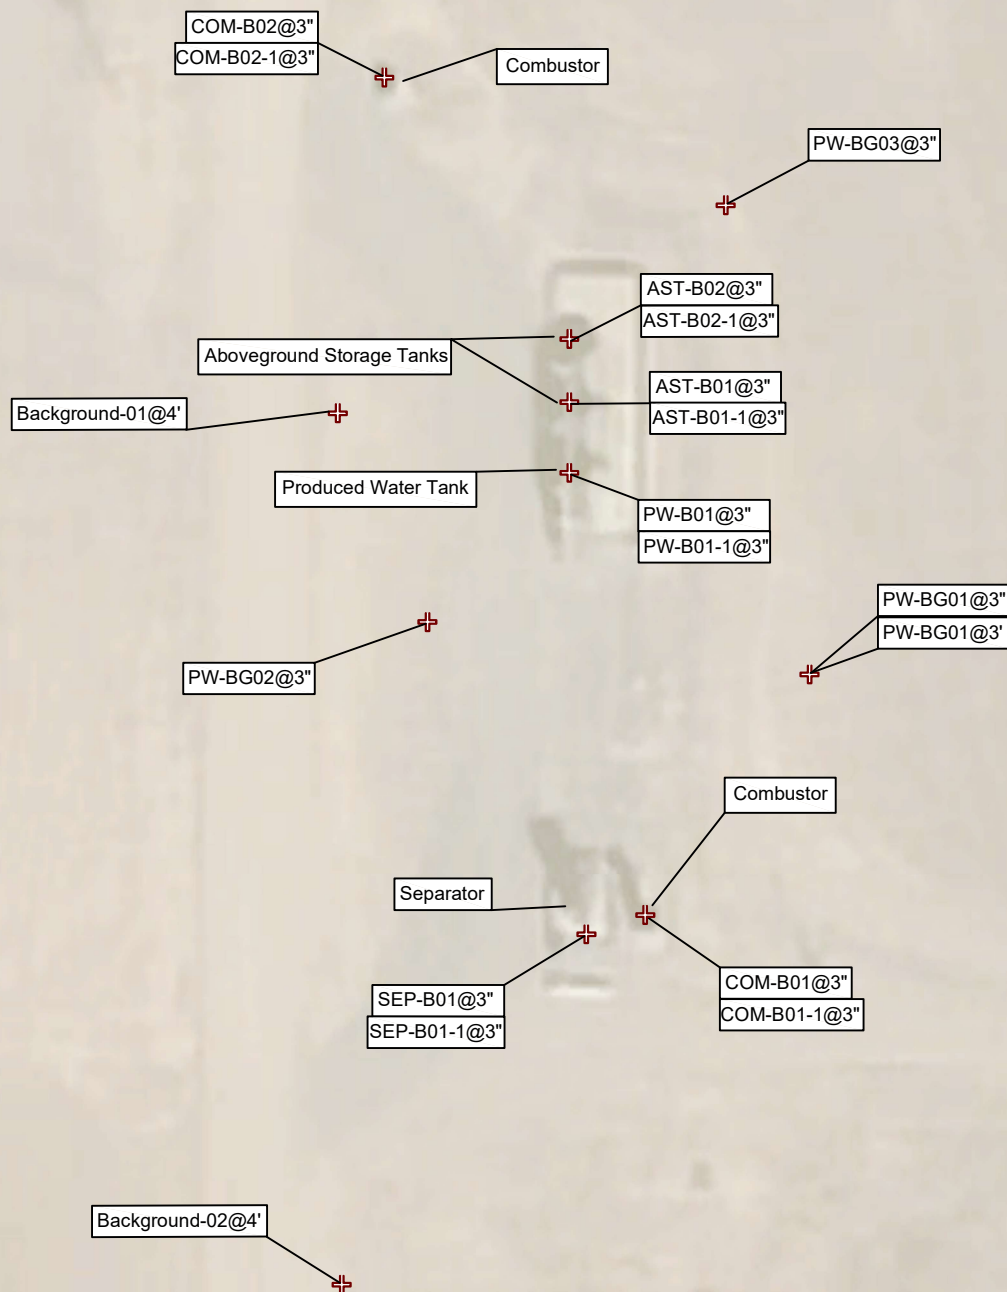 COM-B02@3"
COM-B02-1@3"
Combustor
PW-BG03@3"
AST-B02@3"
AST-B02-1@3"
Aboveground Storage Tanks
AST-B01@3"
AST-B01-1@3"
Background-01@4'
Produced Water Tank
PW-B01@3"
PW-B01-1@3"
PW-BG01@3"
PW-BG01@3'
PW-BG02@3"
Combustor
Separator
COM-B01@3"
COM-B01-1@3"
SEP-B01@3"
SEP-B01-1@3"
Background-02@4'